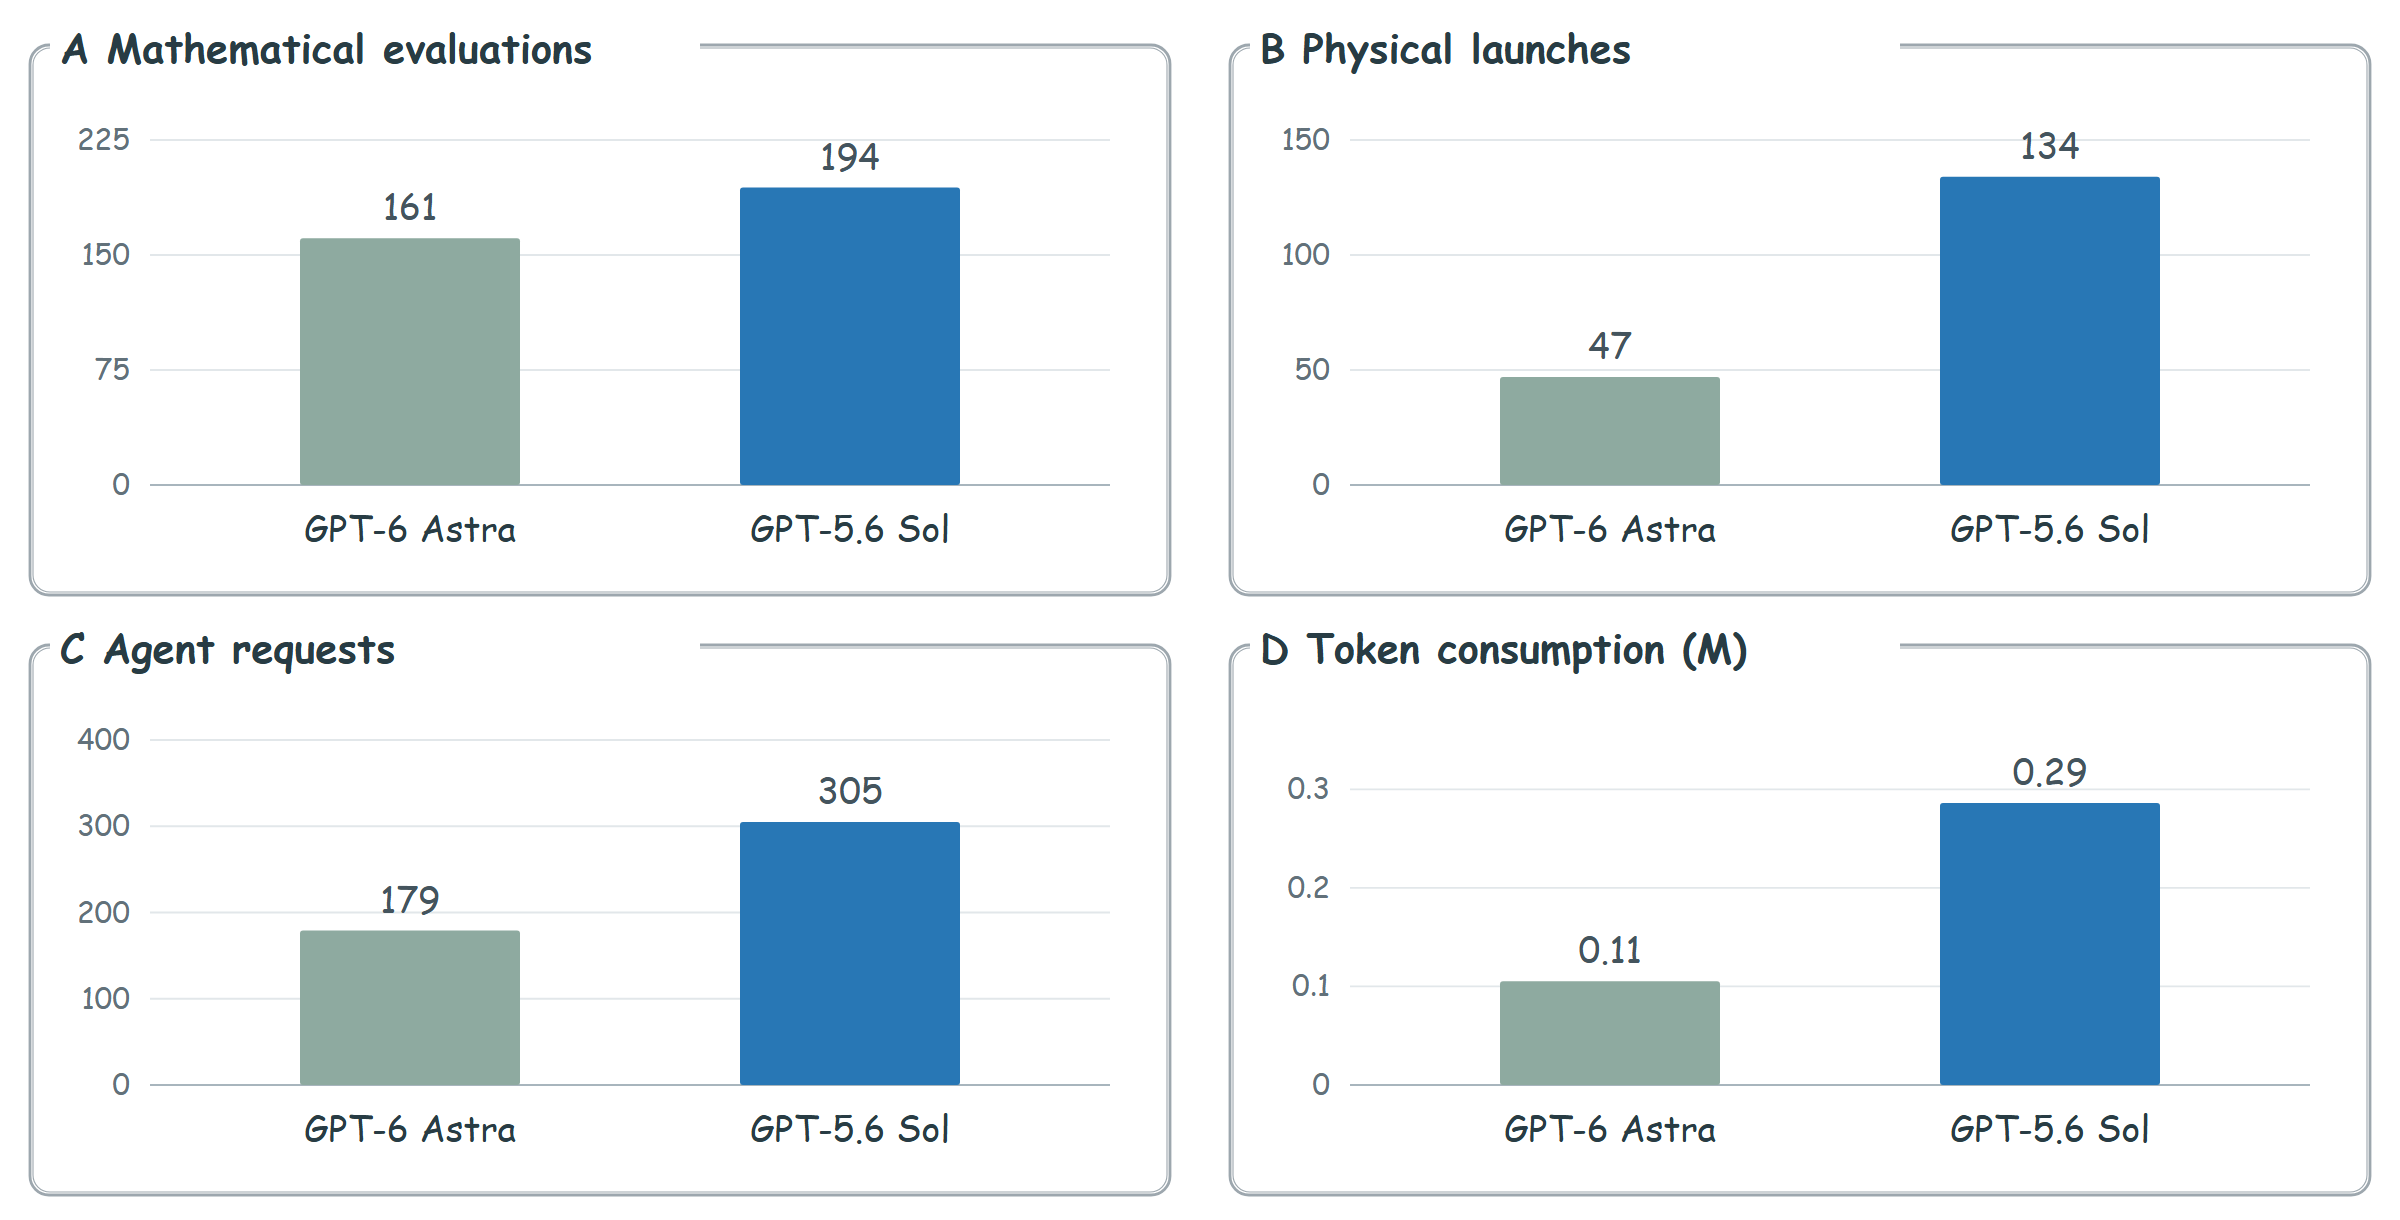 A Mathematical evaluations
225
150
75
0
161
194
GPT-6 Astra
GPT-5.6 Sol
B Physical launches
150
100
50
0
47
134
GPT-6 Astra
GPT-5.6 Sol
C Agent requests
400
300
200
100
0
179
305
GPT-6 Astra
GPT-5.6 Sol
D Token consumption (M)
0.3
0.2
0.1
0
0.11
0.29
GPT-6 Astra
GPT-5.6 Sol